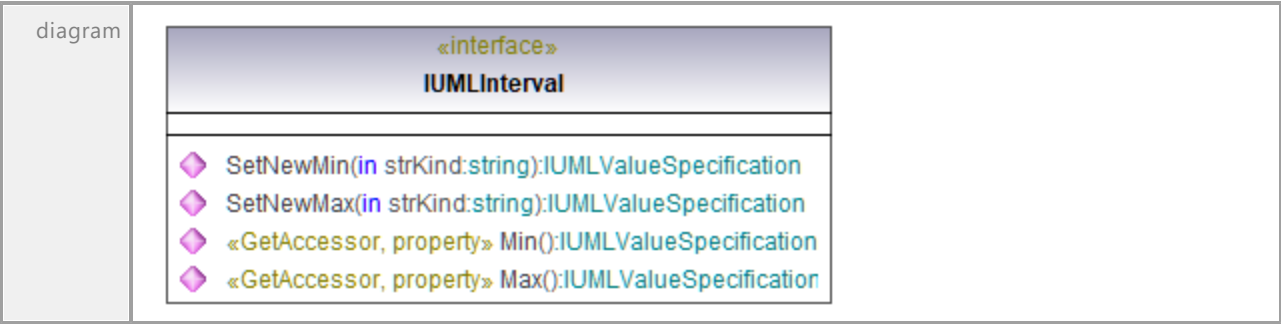 diagram
«interface»
IUMLInterval
SetNewMin(in strKind:string):IUMLValueSpecification
SetNewMax(in strKind:string):IUMLValueSpecification
«GetAccessor, property» Min():IUMLValueSpecification
«GetAccessor, property» Max():IUMLValueSpecification